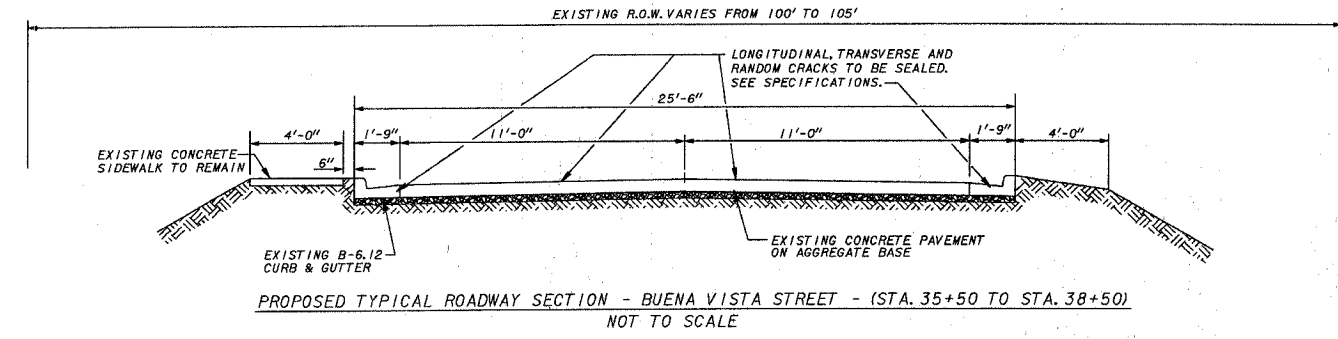 EXISTING R.O.W. VARIES FROM 100' TO 105'
LONGITUDINAL, TRANSVERSE AND
RANDOM CRACKS TO BE SEALED.
SEE SPECIFICATIONS.
25'-6"
4'-0" 1'-9" 11'-0" 11'-0" 1'-9" 4'-0"
EXISTING CONCRETE
SIDEWALK TO REMAIN
6"
EXISTING B-6.12
CURB & GUTTER
EXISTING CONCRETE PAVEMENT
ON AGGREGATE BASE
PROPOSED TYPICAL ROADWAY SECTION - BUENA VISTA STREET - (STA. 35+50 TO STA. 38+50)
NOT TO SCALE